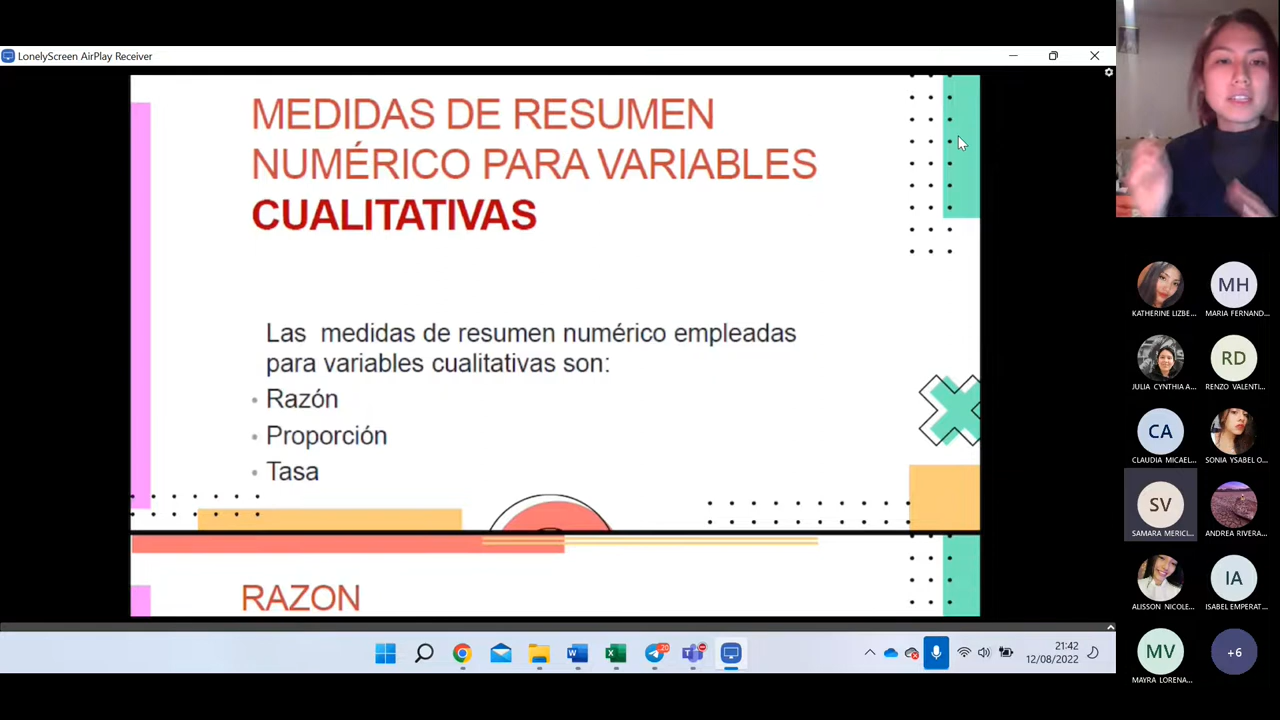 LonelyScreen AirPlay Receiver
MEDIDAS DE RESUMEN
NUMÉRICO PARA VARIABLES
CUALITATIVAS
Las medidas de resumen numérico empleadas
para variables cualitativas son:
• Razón
• Proporción
• Tasa
RAZON
KATHERINE LIZBE...
MH
MARIA FERNAND...
JULIA CYNTHIA A...
RD
RENZO VALENTI...
CA
CLAUDIA MICAEL...
SONIA YSABEL O...
SV
SAMARA MERICI...
ANDREA RIVERA...
ALISSON NICOLE...
IA
ISABEL EMPERAT...
MV
MAYRA LORENA...
+6
20
21:42
12/08/2022